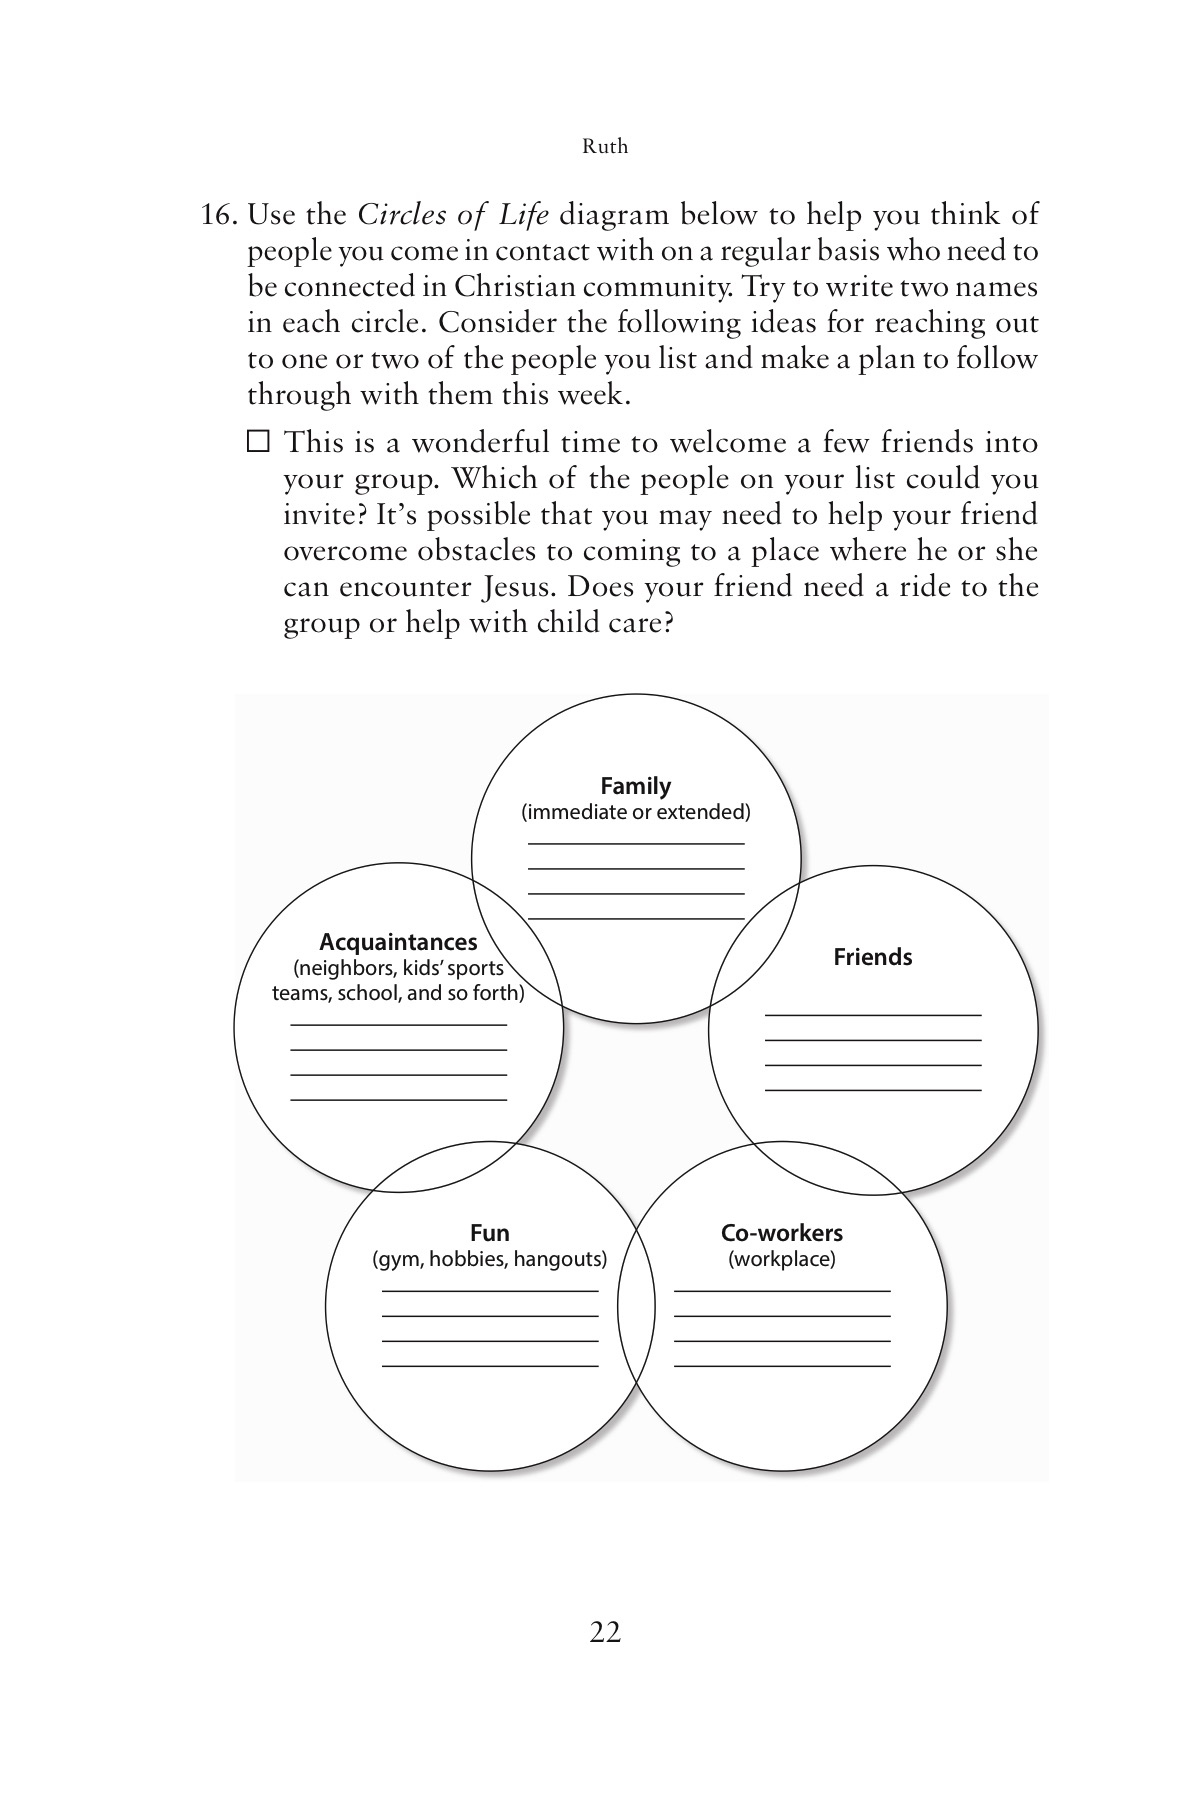 Ruth
16. Use the Circles of Life diagram below to help you think of
people you come in contact with on a regular basis who need to
be connected in Christian community. Try to write two names
in each circle. Consider the following ideas for reaching out
to one or two of the people you list and make a plan to follow
through with them this week.
☐ This is a wonderful time to welcome a few friends into
your group. Which of the people on your list could you
invite? It’s possible that you may need to help your friend
overcome obstacles to coming to a place where he or she
can encounter Jesus. Does your friend need a ride to the
group or help with child care?
Family
(immediate or extended)
Acquaintances
(neighbors, kids’ sports
teams, school, and so forth)
Friends
Fun
(gym, hobbies, hangouts)
Co-workers
(workplace)
22